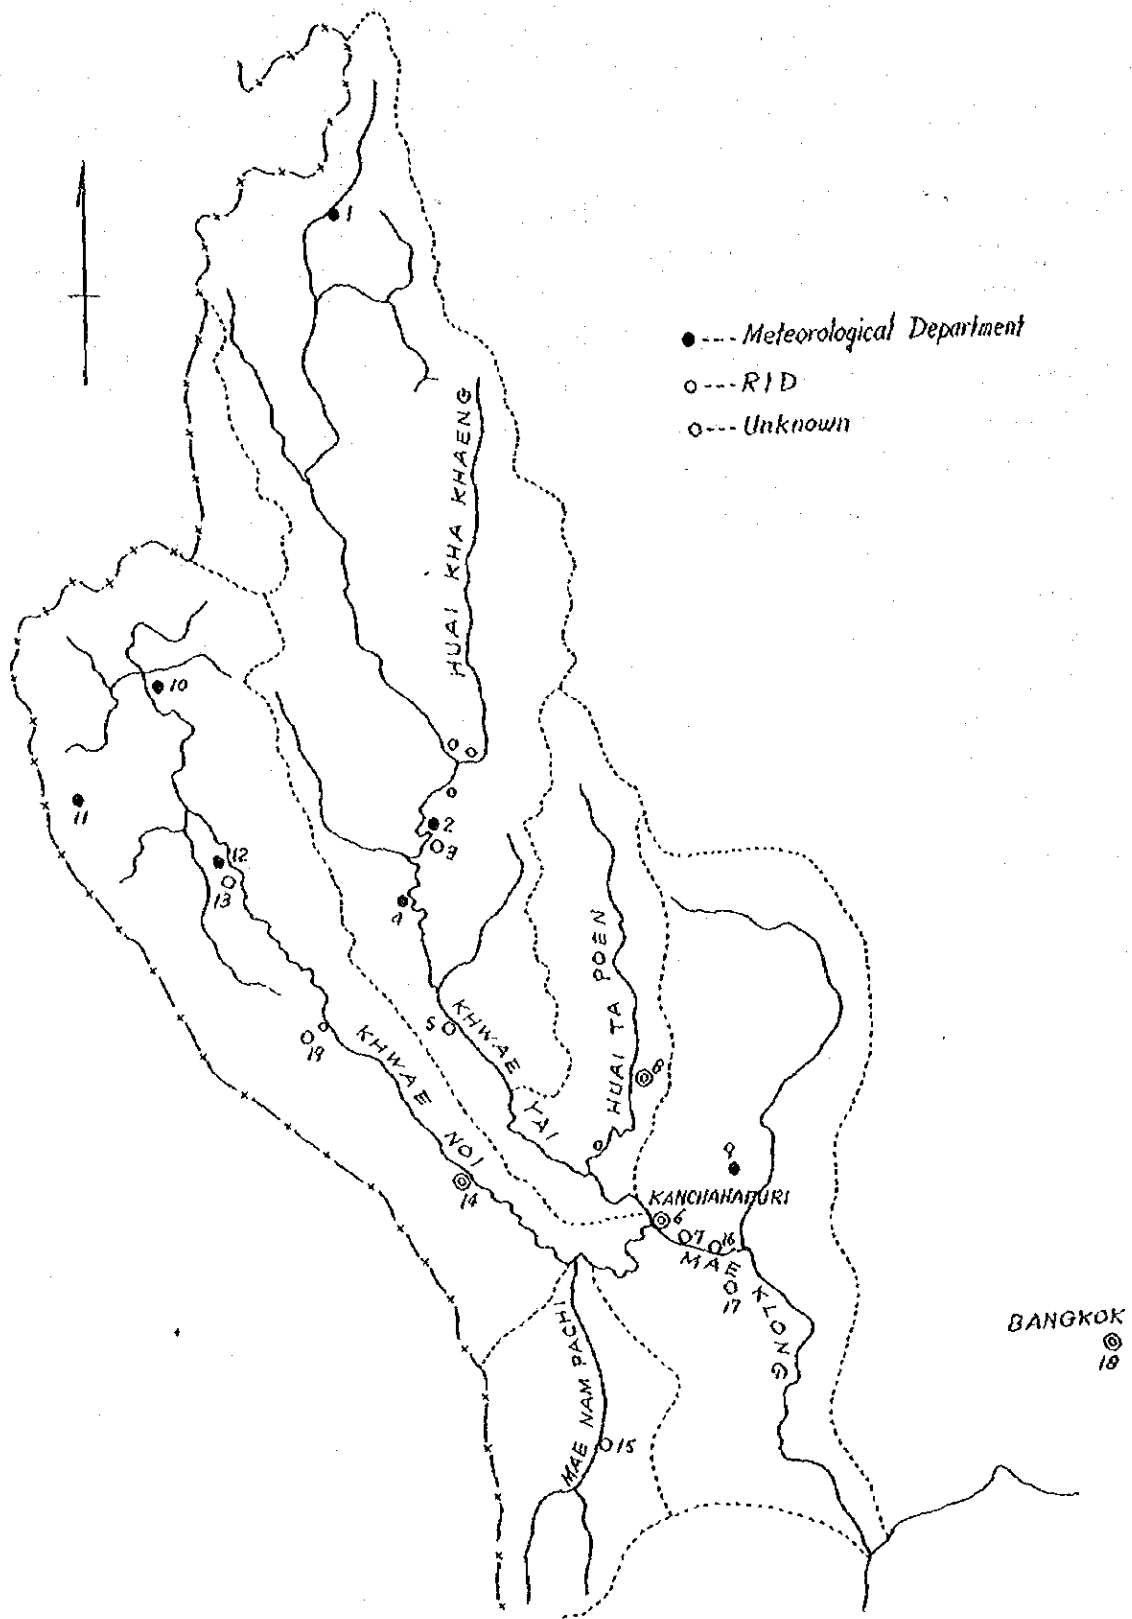 1
●---- Meteorological Department
○---- RID
○---- Unknown
HUAI KHA KHAENG
10
11
2
3
12
13
4
HUAI TA POEN
5
KHWAE YAI
19
KHWAE NOI
8
9
14
KANCHANABURI
6
7
16
MAE KLONG
17
MAE NAM PACHI
BANGKOK
18
15